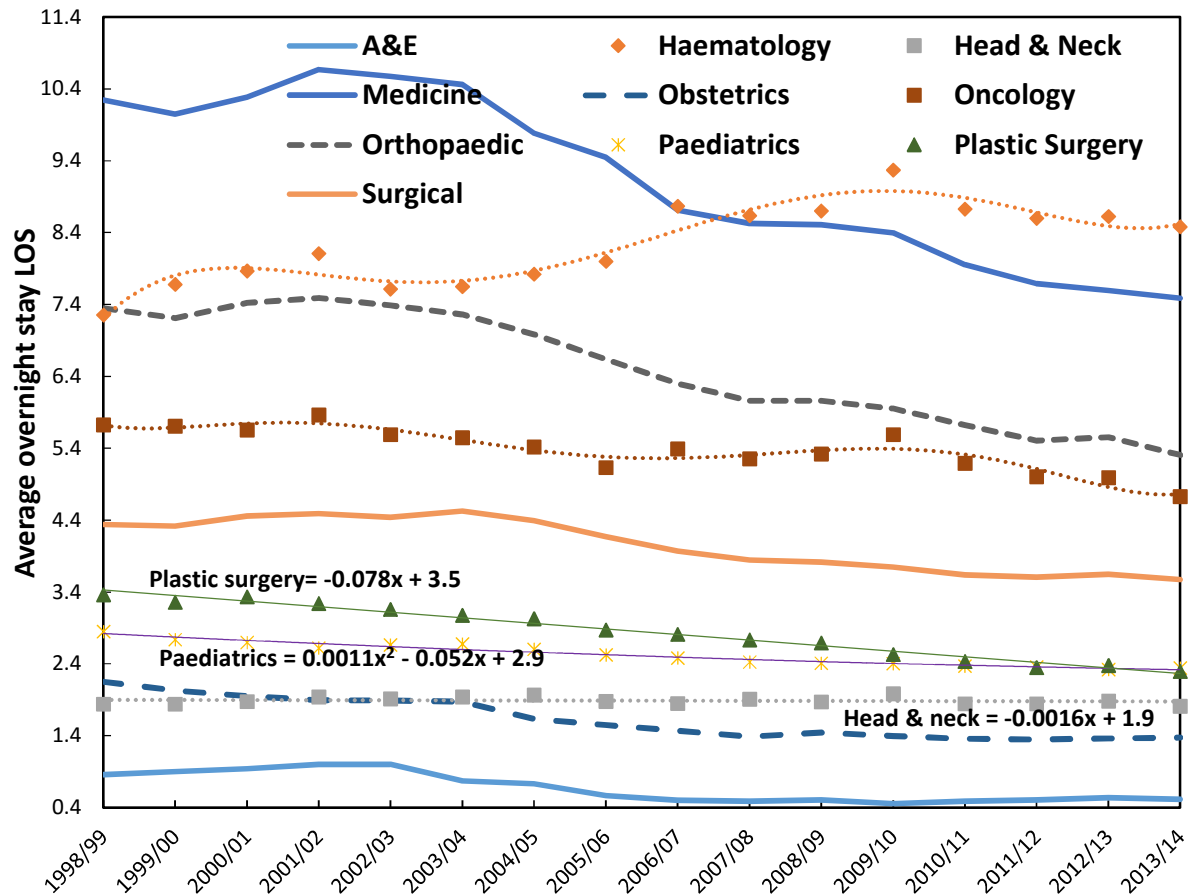 11.4
10.4
9.4
8.4
7.4
6.4
5.4
4.4
3.4
2.4
1.4
0.4
Average overnight stay LOS
A&E Haematology Head & Neck
Medicine Obstetrics Oncology
Orthopaedic Paediatrics Plastic Surgery
Surgical
Plastic surgery= -0.078x + 3.5
Paediatrics = 0.0011x² - 0.052x + 2.9
Head & neck = -0.0016x + 1.9
1998/99 1999/00 2000/01 2001/02 2002/03 2003/04 2004/05 2005/06 2006/07 2007/08 2008/09 2009/10 2010/11 2011/12 2012/13 2013/14